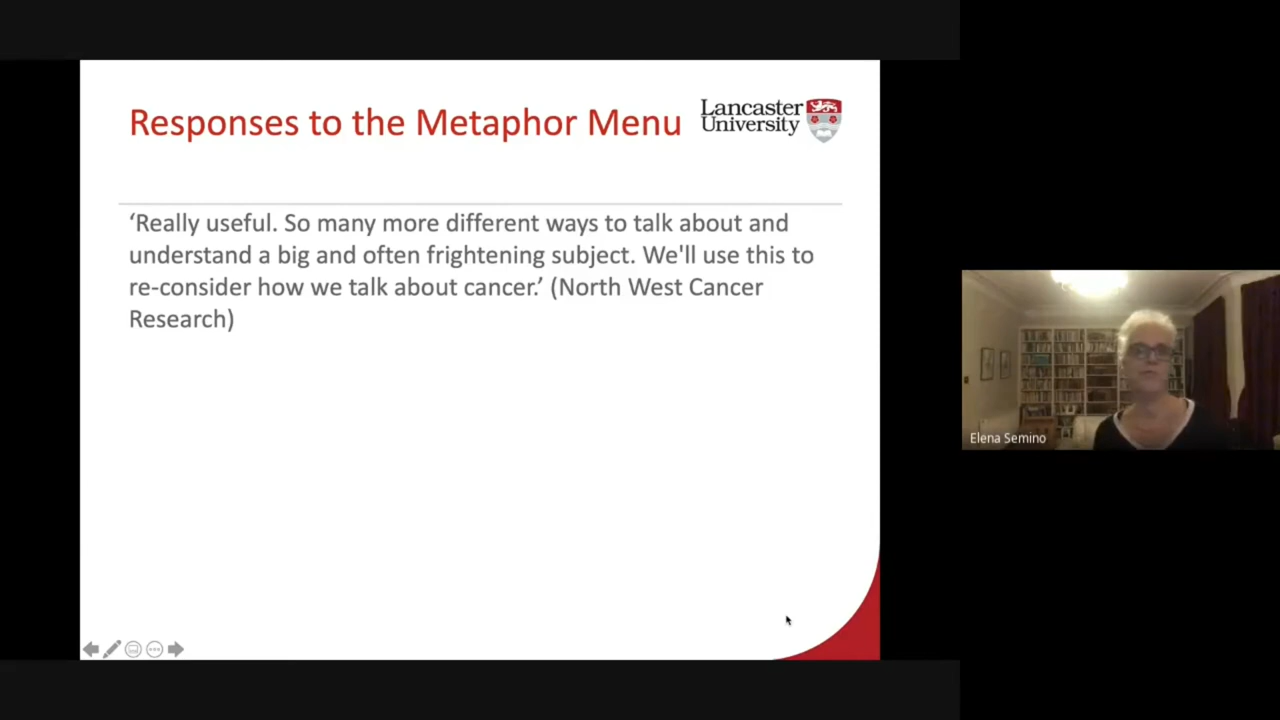 Responses to the Metaphor Menu
Lancaster
University
‘Really useful. So many more different ways to talk about and
understand a big and often frightening subject. We'll use this to
re-consider how we talk about cancer.’ (North West Cancer
Research)
Elena Semino